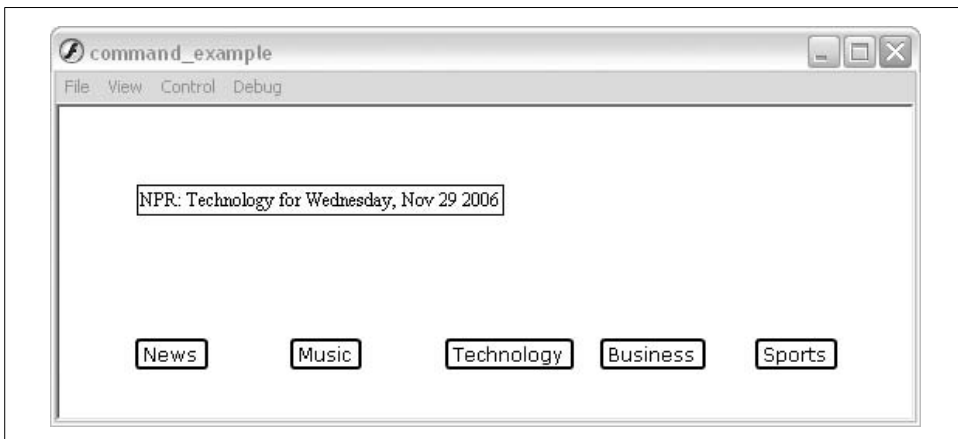 command_example
File View Control Debug
NPR: Technology for Wednesday, Nov 29 2006
News Music Technology Business Sports